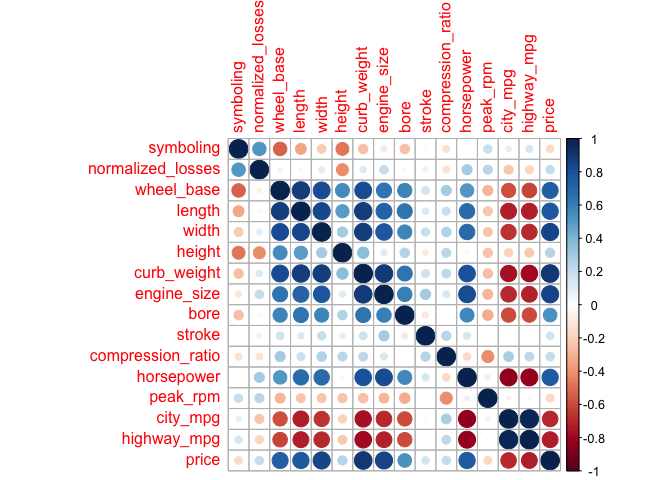 symboling
normalized_losses
wheel_base
length
width
height
curb_weight
engine_size
bore
stroke
compression_ratio
horsepower
peak_rpm
city_mpg
highway_mpg
price
symboling
normalized_losses
wheel_base
length
width
height
curb_weight
engine_size
bore
stroke
compression_ratio
horsepower
peak_rpm
city_mpg
highway_mpg
price
1
0.8
0.6
0.4
0.2
0
-0.2
-0.4
-0.6
-0.8
-1